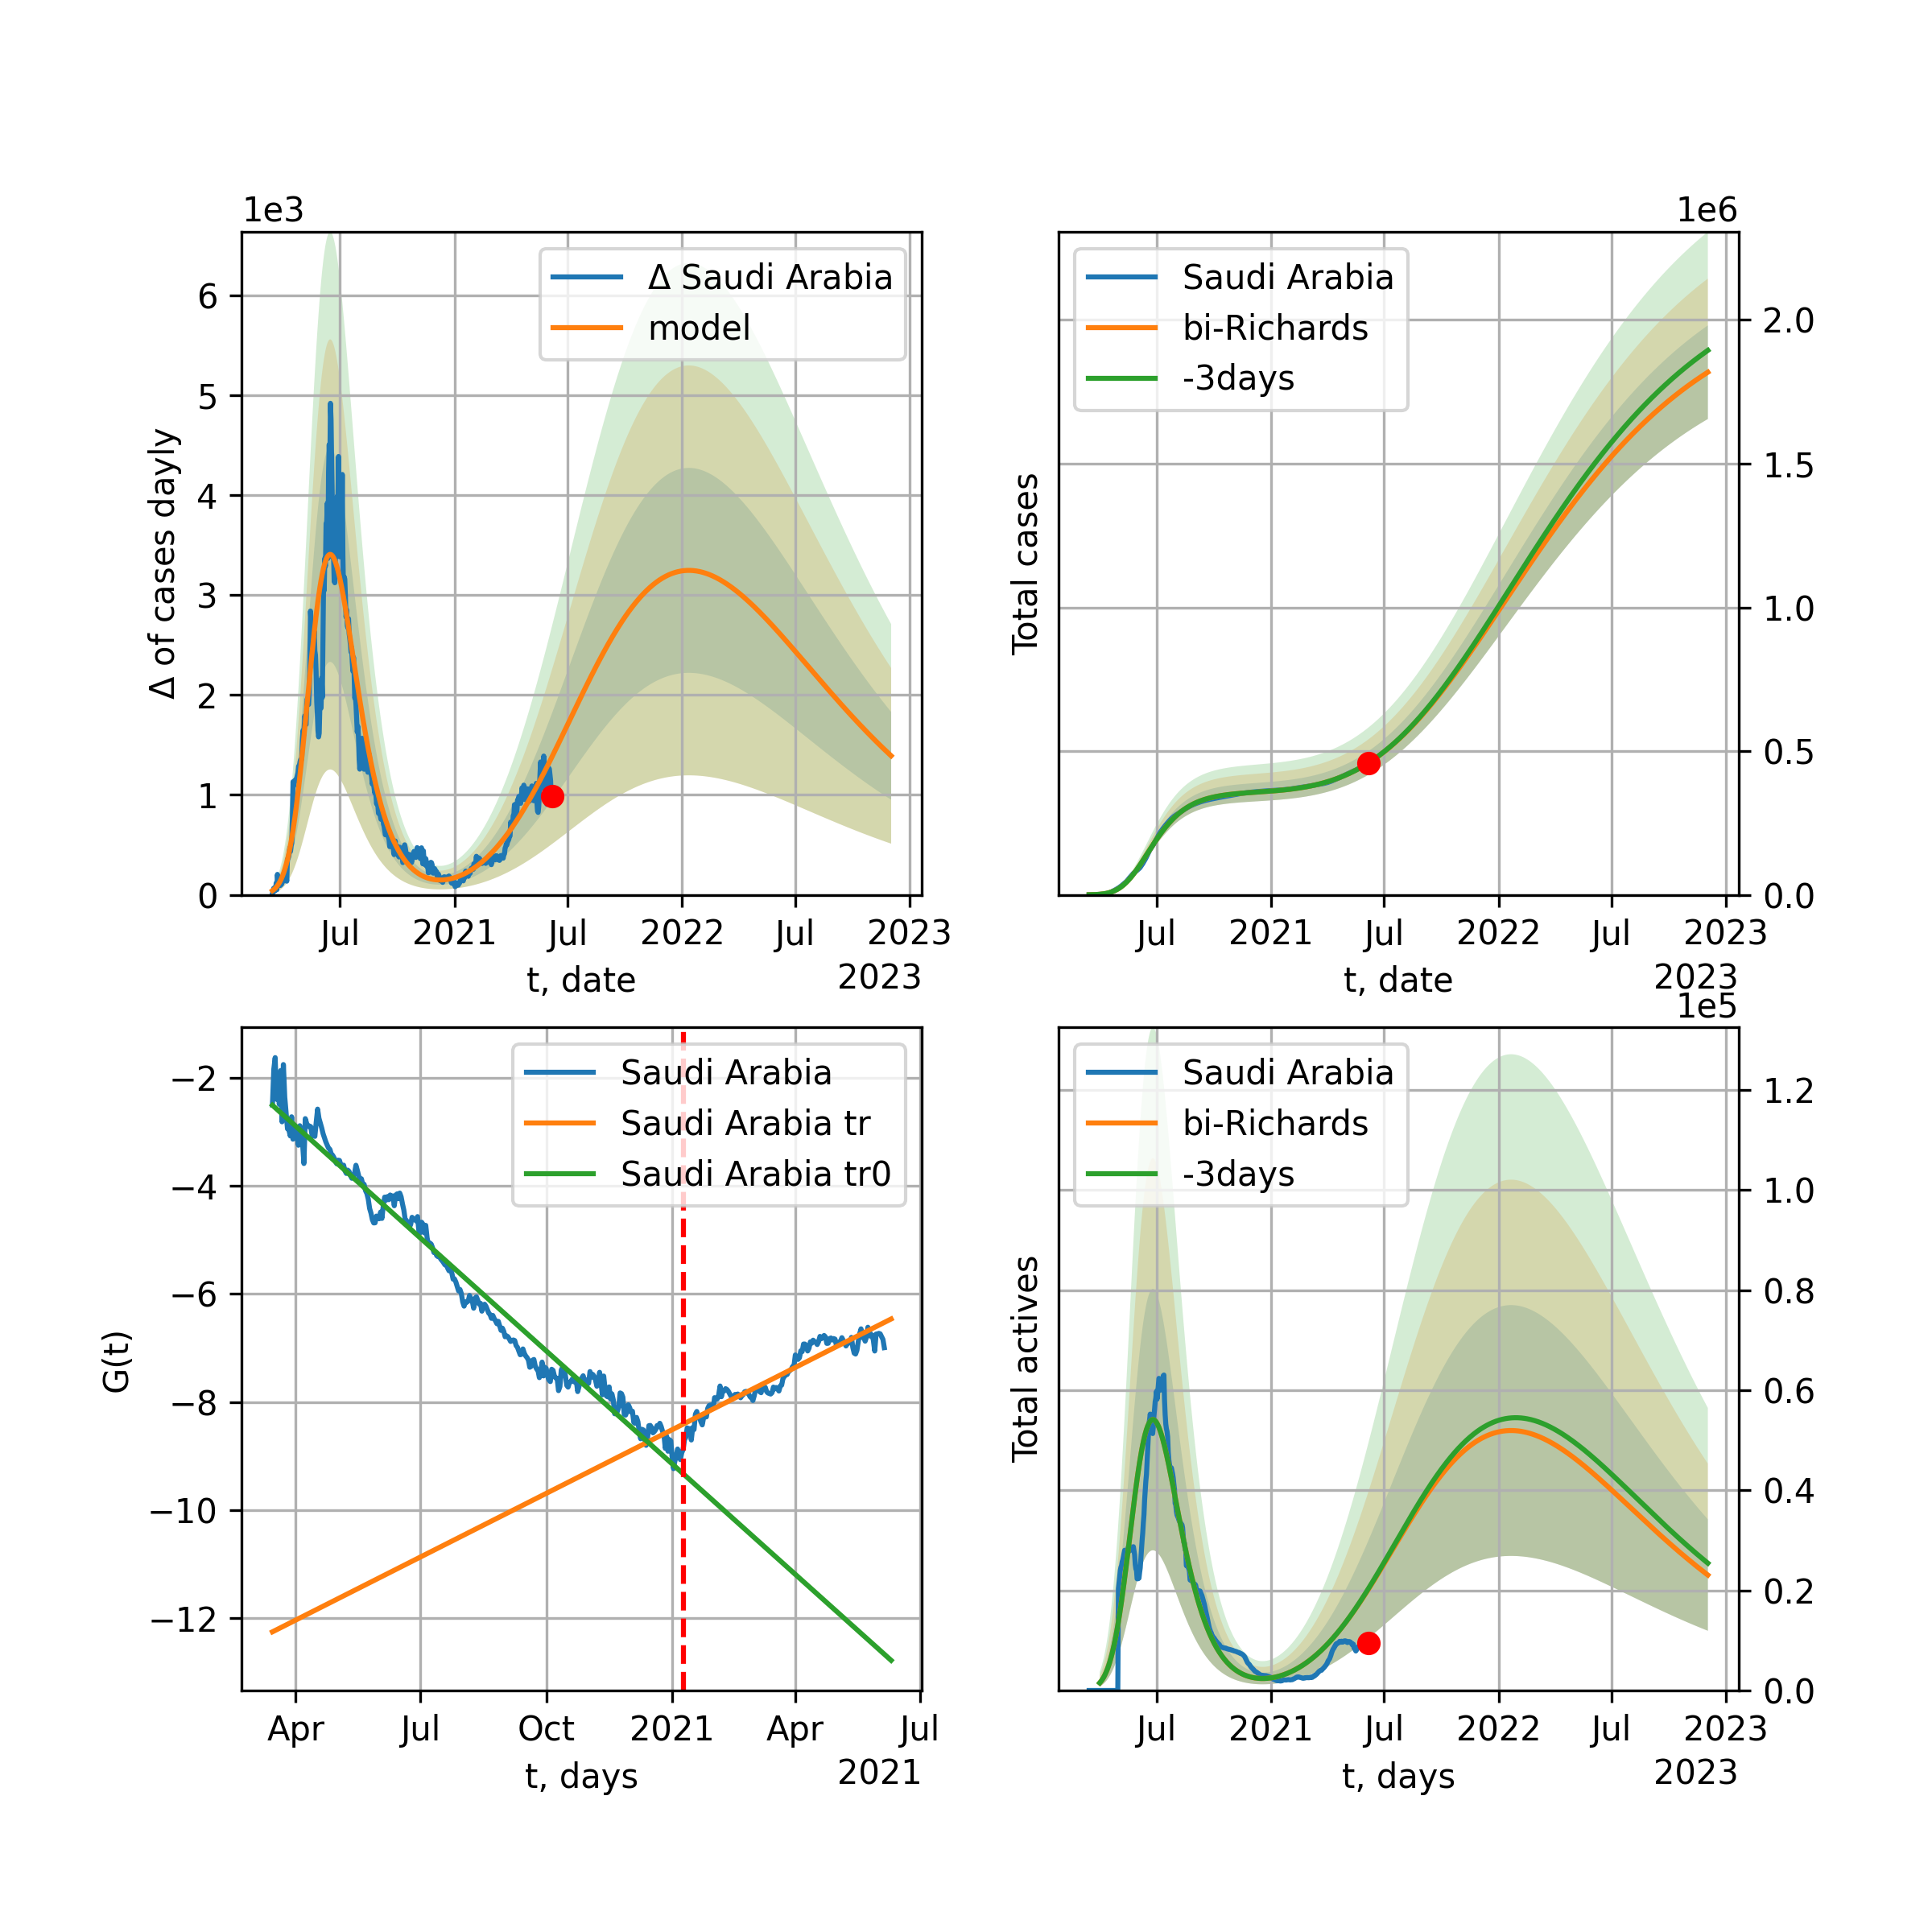 1e3
Δ of cases dayly
6
5
4
3
2
1
0
Δ Saudi Arabia
model
Jul
2021
Jul
2022
Jul
2023
t, date
2023
1e6
Total cases
Saudi Arabia
bi-Richards
-3days
2.0
1.5
1.0
0.5
0.0
Jul
2021
Jul
2022
Jul
2023
t, date
2023
G(t)
−2
−4
−6
−8
−10
−12
Saudi Arabia
Saudi Arabia tr
Saudi Arabia tr0
Apr
Jul
Oct
2021
Apr
Jul
t, days
2021
1e5
Total actives
Saudi Arabia
bi-Richards
-3days
1.2
1.0
0.8
0.6
0.4
0.2
0.0
Jul
2021
Jul
2022
Jul
2023
t, days
2023